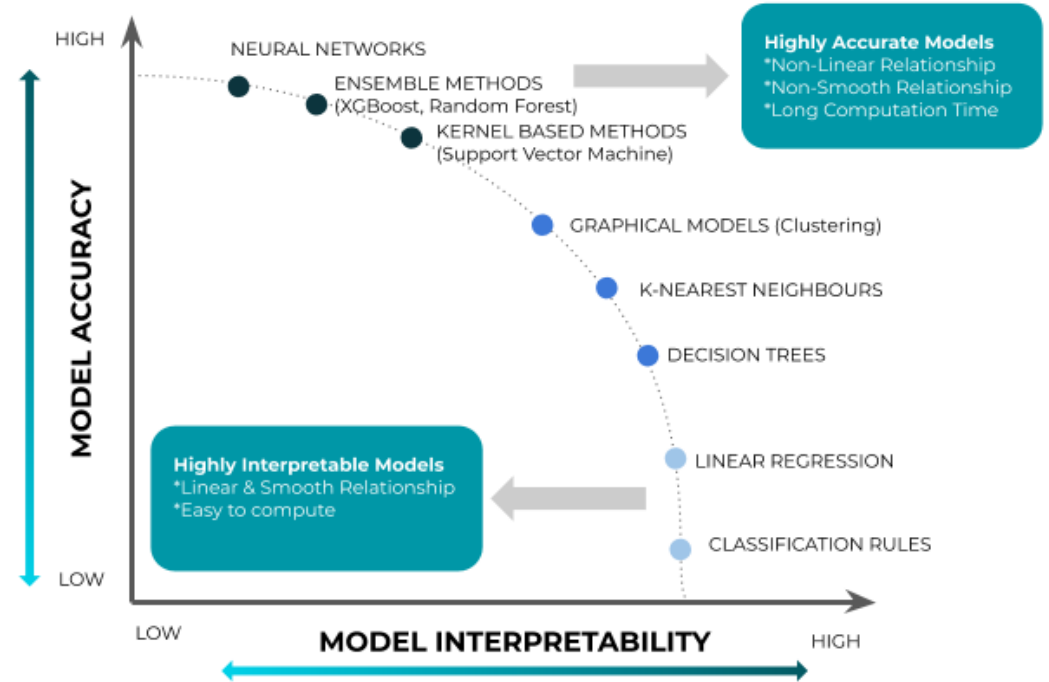 HIGH
NEURAL NETWORKS
ENSEMBLE METHODS
(XGBoost, Random Forest)
KERNEL BASED METHODS
(Support Vector Machine)
Highly Accurate Models
*Non-Linear Relationship
*Non-Smooth Relationship
*Long Computation Time
GRAPHICAL MODELS (Clustering)
K-NEAREST NEIGHBOURS
DECISION TREES
LINEAR REGRESSION
CLASSIFICATION RULES
MODEL ACCURACY
Highly Interpretable Models
*Linear & Smooth Relationship
*Easy to compute
LOW
LOW
MODEL INTERPRETABILITY
HIGH